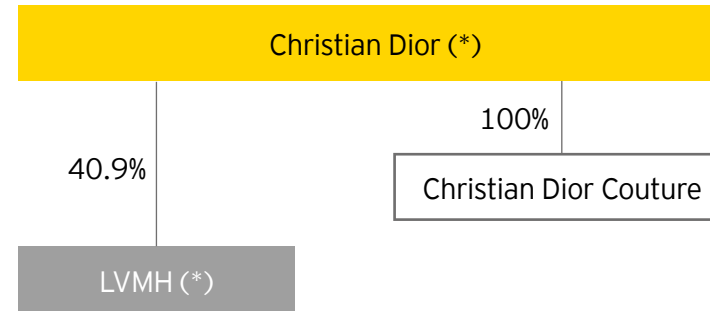 Christian Dior (*)
100%
40.9%
Christian Dior Couture
LVMH (*)